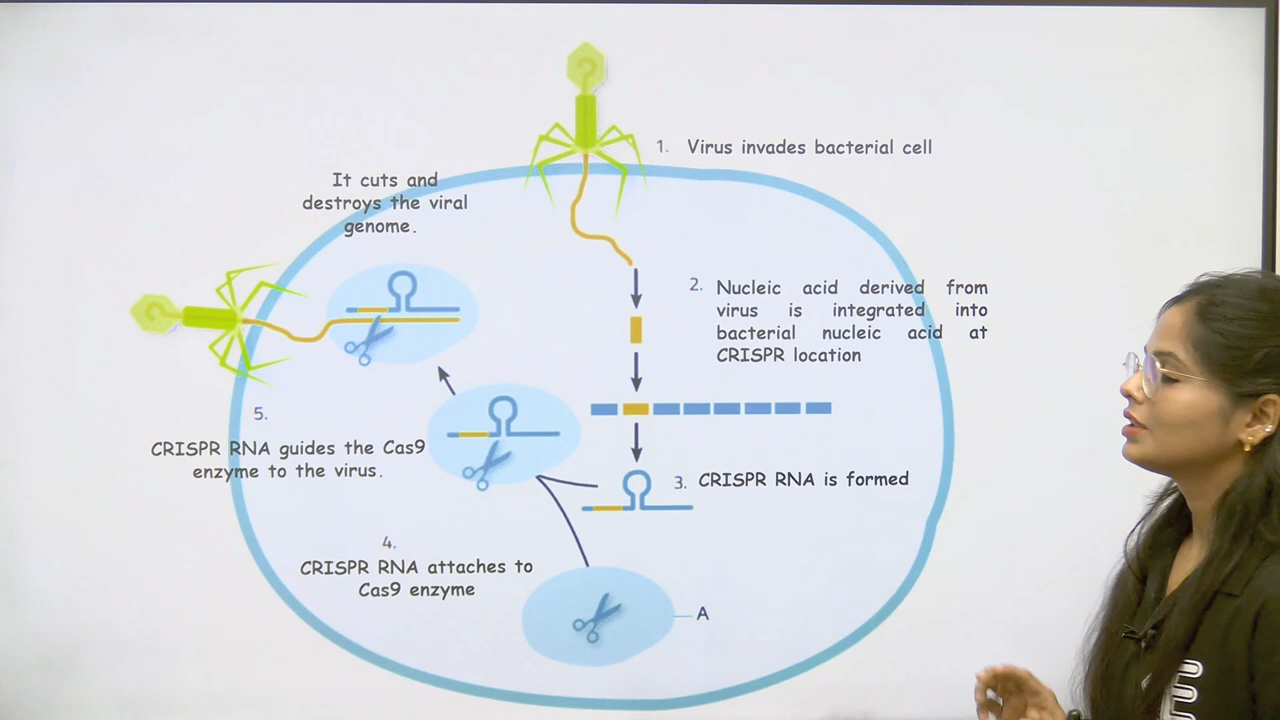 1. Virus invades bacterial cell
It cuts and
destroys the viral
genome.
2. Nucleic acid derived from
virus is integrated into
bacterial nucleic acid at
CRISPR location
3. CRISPR RNA is formed
4.
CRISPR RNA attaches to
Cas9 enzyme
5.
CRISPR RNA guides the Cas9
enzyme to the virus.
A